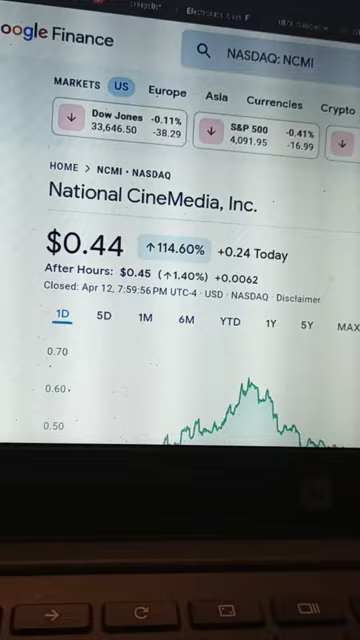 oogle Finance
NASDAQ: NCMI
MARKETS US Europe Asia Currencies Crypto
Dow Jones -0.11%
33,646.50 -38.29
S&P 500 -0.41%
4,091.95 -16.99
HOME > NCMI • NASDAQ
National CineMedia, Inc.
$0.44 ↑114.60% +0.24 Today
After Hours: $0.45 (↑1.40%) +0.0062
Closed: Apr 12, 7:59:56 PM UTC-4 · USD · NASDAQ · Disclaimer
1D 5D 1M 6M YTD 1Y 5Y MAX
0.70
0.60
0.50